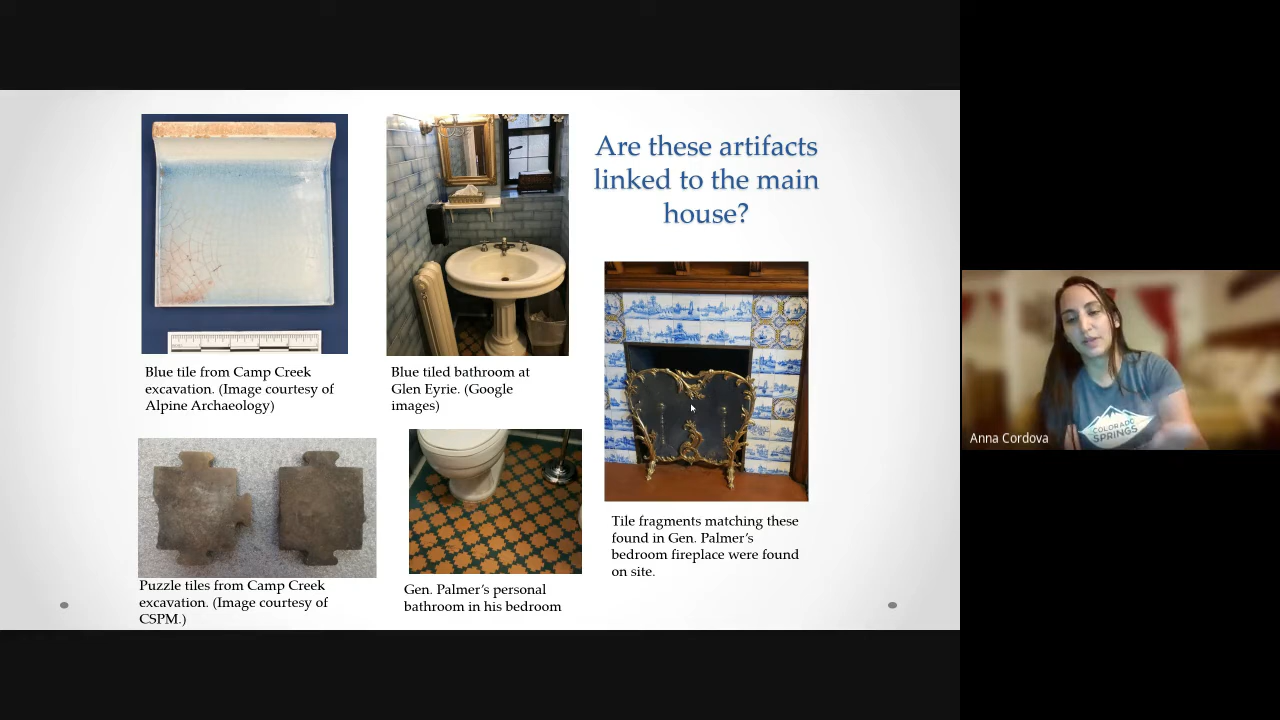 Are these artifacts
linked to the main
house?
Blue tile from Camp Creek
excavation. (Image courtesy of
Alpine Archaeology)
Blue tiled bathroom at
Glen Eyrie. (Google
images)
Puzzle tiles from Camp Creek
excavation. (Image courtesy of
CSPM.)
Gen. Palmer’s personal
bathroom in his bedroom
Tile fragments matching these
found in Gen. Palmer’s
bedroom fireplace were found
on site.
COLORADO
SPRINGS
Anna Cordova